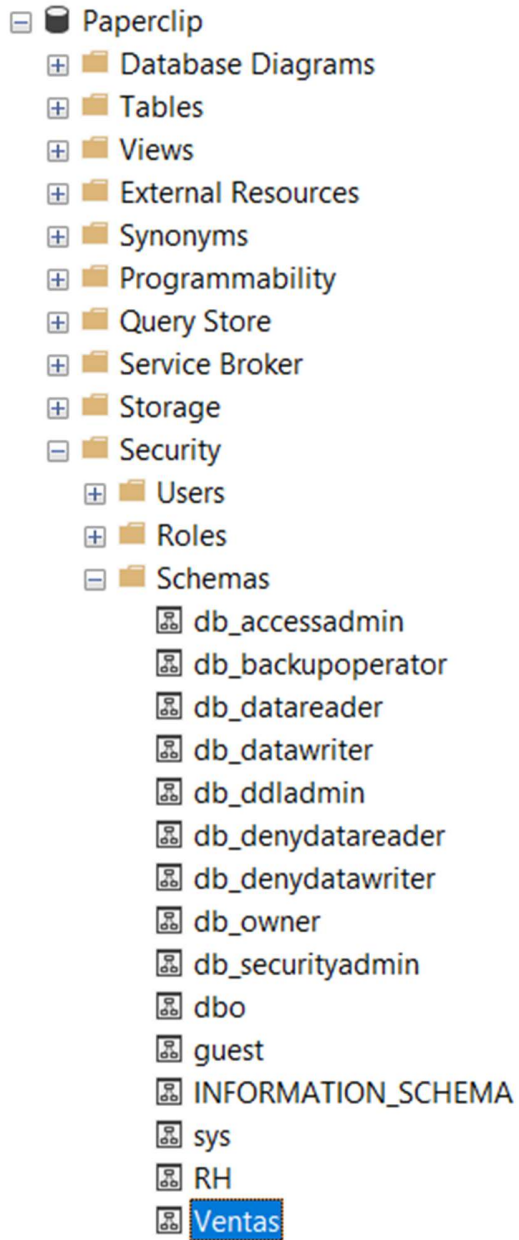 Paperclip
Database Diagrams
Tables
Views
External Resources
Synonyms
Programmability
Query Store
Service Broker
Storage
Security
Users
Roles
Schemas
db_accessadmin
db_backupoperator
db_datareader
db_datawriter
db_ddladmin
db_denydatareader
db_denydatawriter
db_owner
db_securityadmin
dbo
guest
INFORMATION_SCHEMA
sys
RH
Ventas